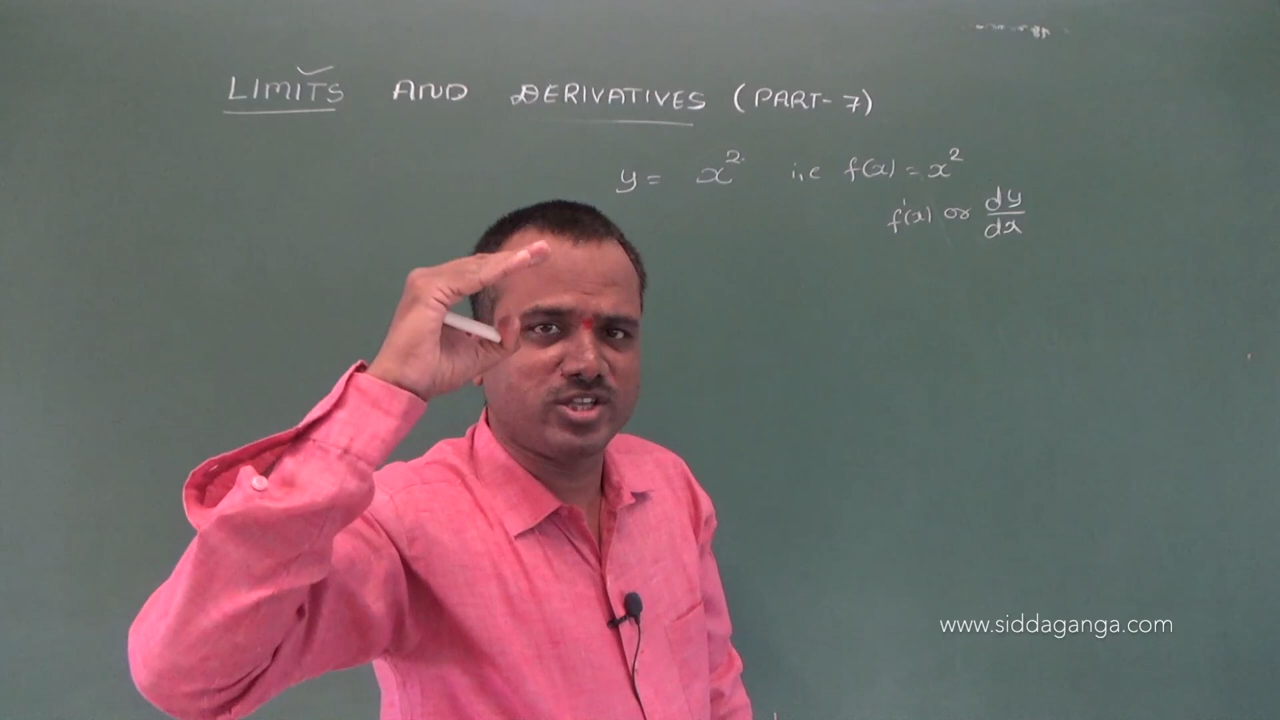 LIMITS AND DERIVATIVES (PART-7)
y = x² i,e f(x) = x²
f'(x) or dy/dx
www.siddaganga.com